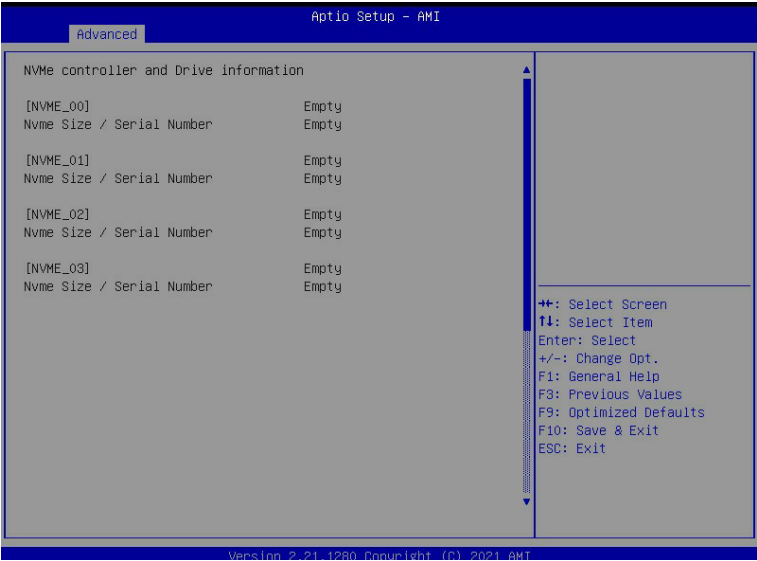 Aptio Setup – AMI
Advanced
NVMe controller and Drive information
[NVME_00] Empty
Nvme Size / Serial Number Empty
[NVME_01] Empty
Nvme Size / Serial Number Empty
[NVME_02] Empty
Nvme Size / Serial Number Empty
[NVME_03] Empty
Nvme Size / Serial Number Empty
→←: Select Screen
↑↓: Select Item
Enter: Select
+/-: Change Opt.
F1: General Help
F3: Previous Values
F9: Optimized Defaults
F10: Save & Exit
ESC: Exit
Version 2.21.1280 Copyright (C) 2021 AMI